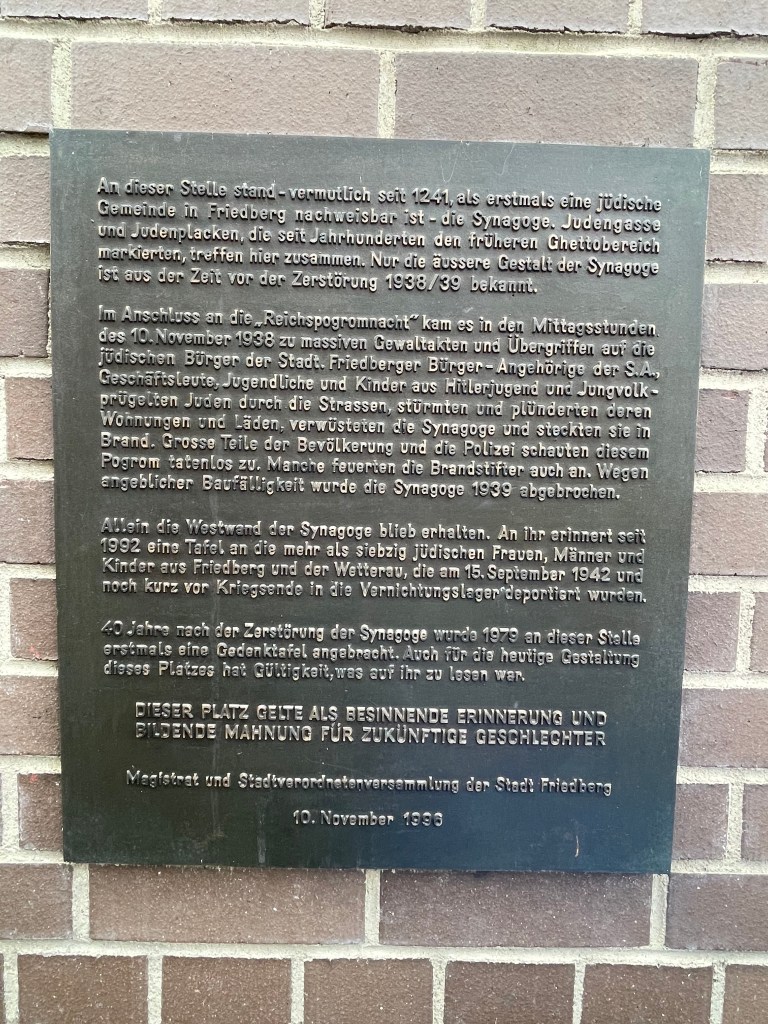 An dieser Stelle stand - vermutlich seit 1241, als erstmals eine jüdische
Gemeinde in Friedberg nachweisbar ist - die Synagoge. Judengasse
und Judenplacken, die seit Jahrhunderten den früheren Ghettobereich
markierten, treffen hier zusammen. Nur die äussere Gestalt der Synagoge
ist aus der Zeit vor der Zerstörung 1938/39 bekannt.
Im Anschluss an die „Reichspogromnacht" kam es in den Mittagsstunden
des 10. November 1938 zu massiven Gewaltakten und Übergriffen auf die
jüdischen Bürger der Stadt. Friedberger Bürger - Angehörige der S.A.,
Geschäftsleute, Jugendliche und Kinder aus Hitlerjugend und Jungvolk -
prügelten Juden durch die Strassen, stürmten und plünderten deren
Wohnungen und Läden, verwüsteten die Synagoge und steckten sie in
Brand. Grosse Teile der Bevölkerung und die Polizei schauten diesem
Pogrom tatenlos zu. Manche feuerten die Brandstifter auch an. Wegen
angeblicher Baufälligkeit wurde die Synagoge 1939 abgebrochen.
Allein die Westwand der Synagoge blieb erhalten. An ihr erinnert seit
1992 eine Tafel an die mehr als siebzig jüdischen Frauen, Männer und
Kinder aus Friedberg und der Wetterau, die am 15. September 1942 und
noch kurz vor Kriegsende in die Vernichtungslager deportiert wurden.
40 Jahre nach der Zerstörung der Synagoge wurde 1979 an dieser Stelle
erstmals eine Gedenktafel angebracht. Auch für die heutige Gestaltung
dieses Platzes hat Gültigkeit, was auf ihr zu lesen war.
DIESER PLATZ GELTE ALS BESINNENDE ERINNERUNG UND
BILDENDE MAHNUNG FÜR ZUKÜNFTIGE GESCHLECHTER
Magistrat und Stadtverordnetenversammlung der Stadt Friedberg
10. November 1996